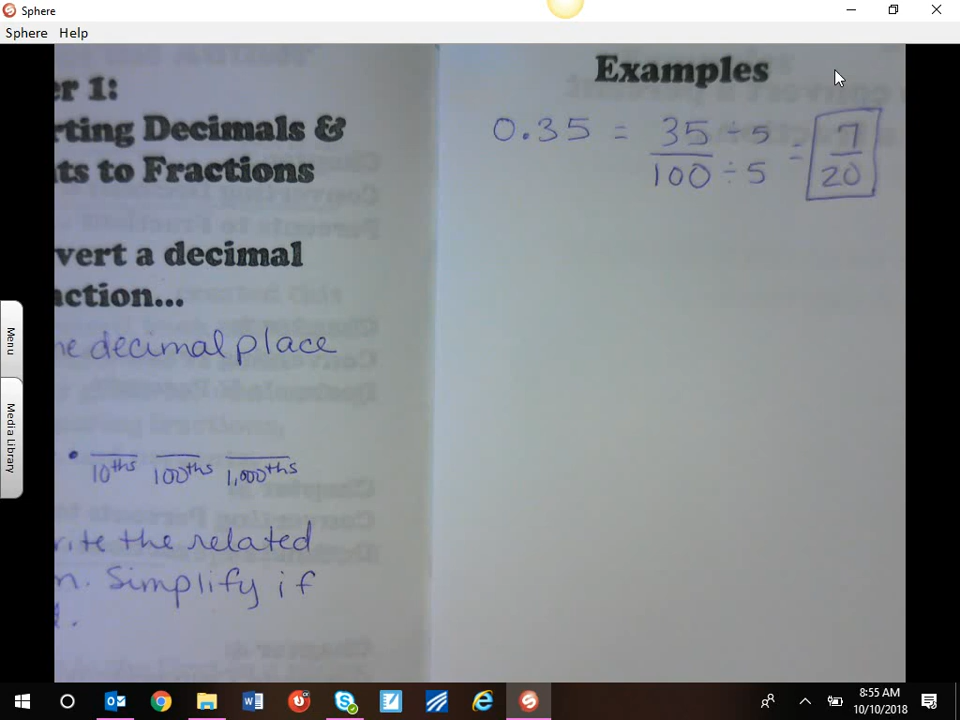 Sphere
Sphere Help
er 1:
rting Decimals &
ts to Fractions
vert a decimal
action...
he decimal place
. 10ths 100ths 1,000ths
rite the related
n. Simplify if
d.
Examples
0.35 = 35 ÷ 5 / 100 ÷ 5 = 7 / 20
Menu
Media Library
8:55 AM
10/10/2018